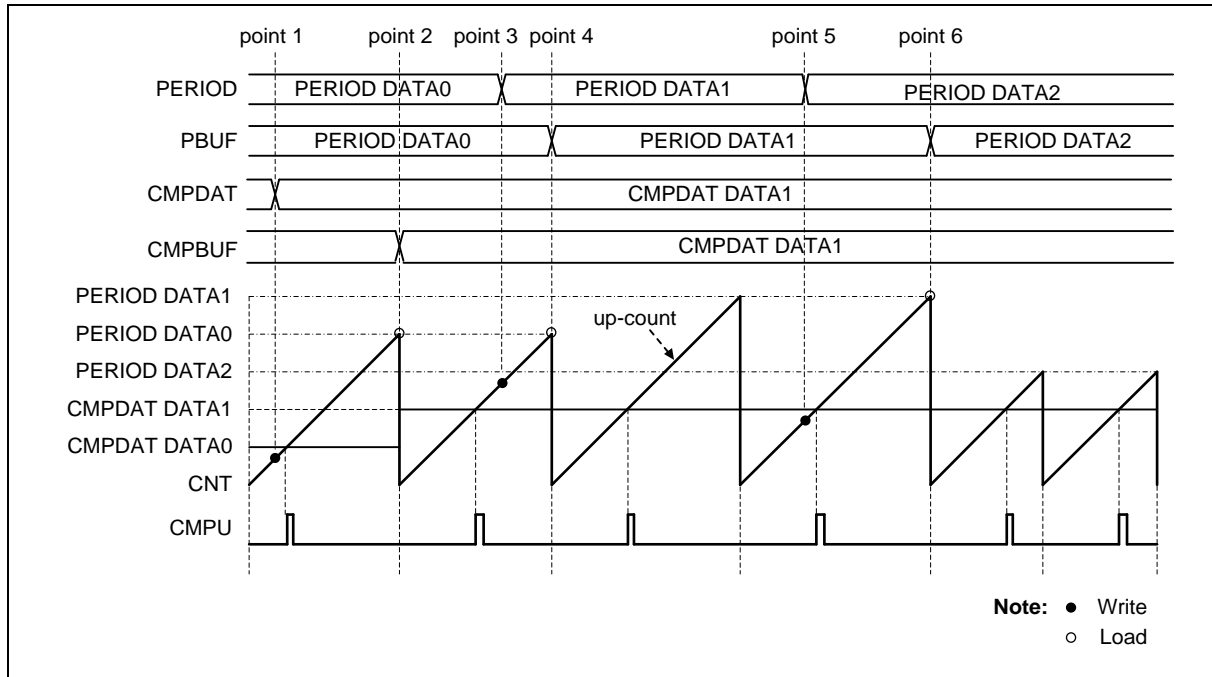 point 1 point 2 point 3 point 4 point 5 point 6
PERIOD PERIOD DATA0 PERIOD DATA1 PERIOD DATA2
PBUF PERIOD DATA0 PERIOD DATA1 PERIOD DATA2
CMPDAT CMPDAT DATA1
CMPBUF CMPDAT DATA1
PERIOD DATA1
up-count
PERIOD DATA0
PERIOD DATA2
CMPDAT DATA1
CMPDAT DATA0
CNT
CMPU
Note: Write
Load